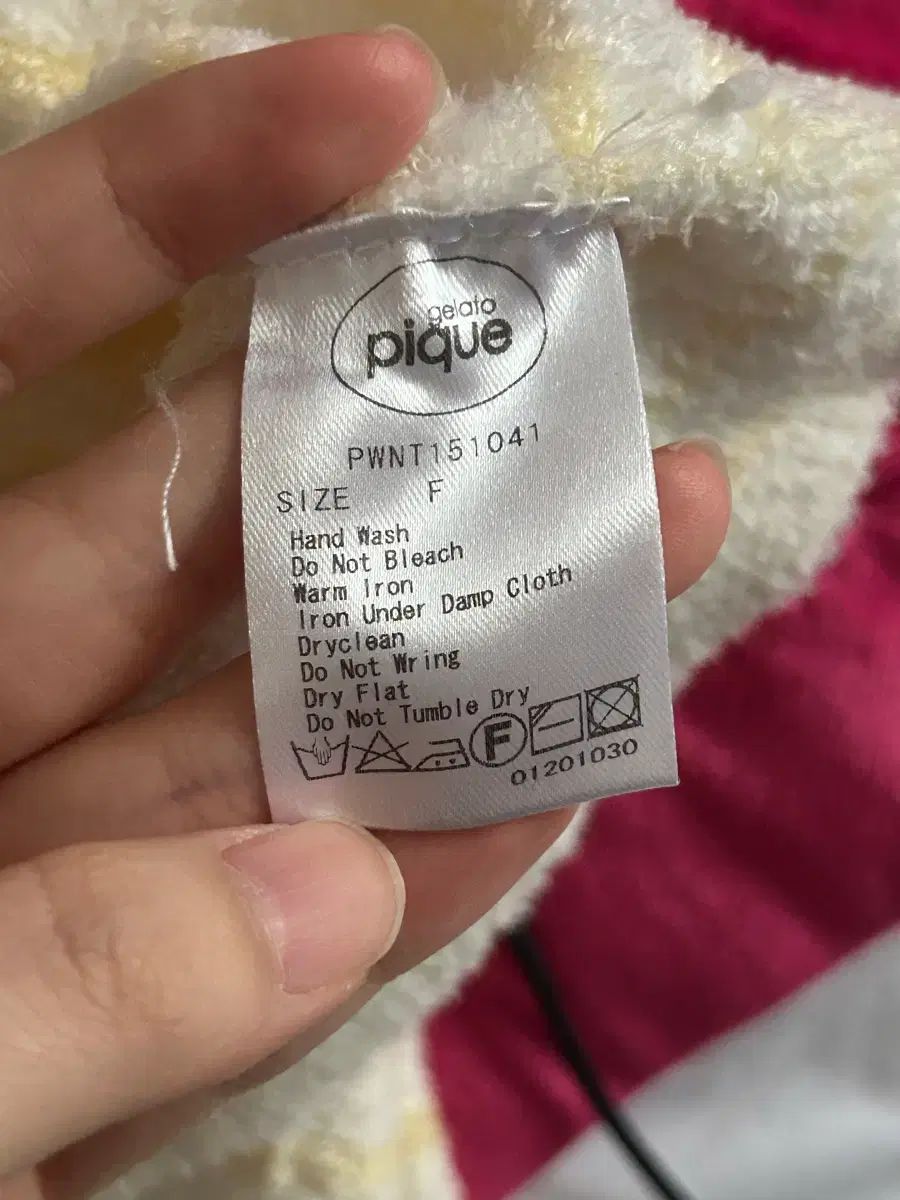 gelato
pique
PWNT151041
SIZE F
Hand Wash
Do Not Bleach
Warm Iron
Iron Under Damp Cloth
Dryclean
Do Not Wring
Dry Flat
Do Not Tumble Dry
F
01201030